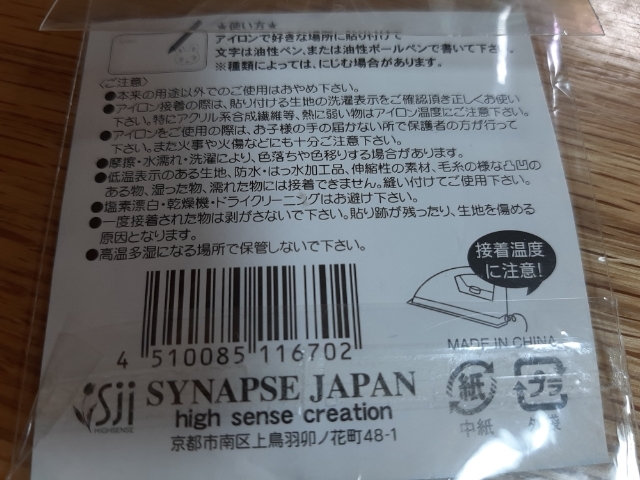 ★使い方★
アイロンで好きな場所に貼り付けて
文字は油性ペン、または油性ボールペンで書いて下さい。
※種類によっては、にじむ場合があります。
〈ご注意〉
●本来の用途以外でのご使用はおやめ下さい。
●アイロン接着の際は、貼り付ける生地の洗濯表示をご確認頂き正しくお使い
下さい。特にアクリル系合成繊維等、熱に弱い物はアイロン温度にご注意下さい。
●アイロンをご使用の際は、お子様の手の届かない所で保護者の方が行って
下さい。また火事や火傷などにも十分ご注意下さい。
●摩擦・水濡れ・洗濯により、色落ちや色移りする場合があります。
●低温表示のある生地、防水・はっ水加工品、伸縮性の素材、毛糸の様な凸凹の
ある物、湿った物、濡れた物には接着できません。縫い付けてご使用下さい。
●塩素漂白・乾燥機・ドライクリーニングはお避け下さい。
●一度接着された物は剥がさないで下さい。貼り跡が残ったり、生地を傷める
原因となります。
●高温多湿になる場所で保管しないで下さい。
接着温度
に注意!
4 510085 116702
MADE IN CHINA
Sji SYNAPSE JAPAN
HIGHSENSE
high sense creation
京都市南区上鳥羽卯ノ花町48-1
紙
中紙
プラ
外装